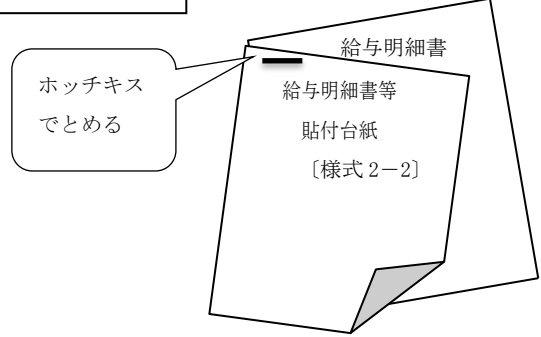 給与明細書
ホッチキス
でとめる
給与明細書等
貼付台紙
〔様式 2－2〕